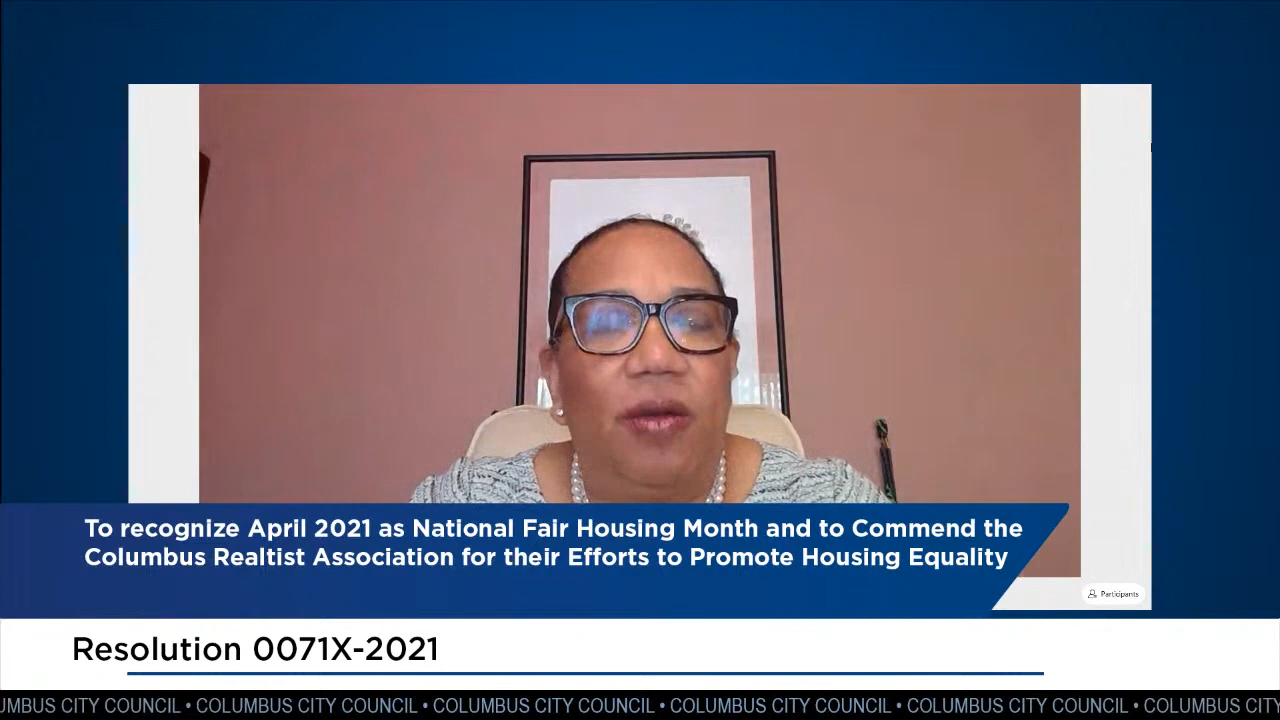 To recognize April 2021 as National Fair Housing Month and to Commend the
Columbus Realtist Association for their Efforts to Promote Housing Equality
Participants
Resolution 0071X-2021
UMBUS CITY COUNCIL • COLUMBUS CITY COUNCIL • COLUMBUS CITY COUNCIL • COLUMBUS CITY COUNCIL • COLUMBUS CITY COUNCIL • COLUMBUS CITY